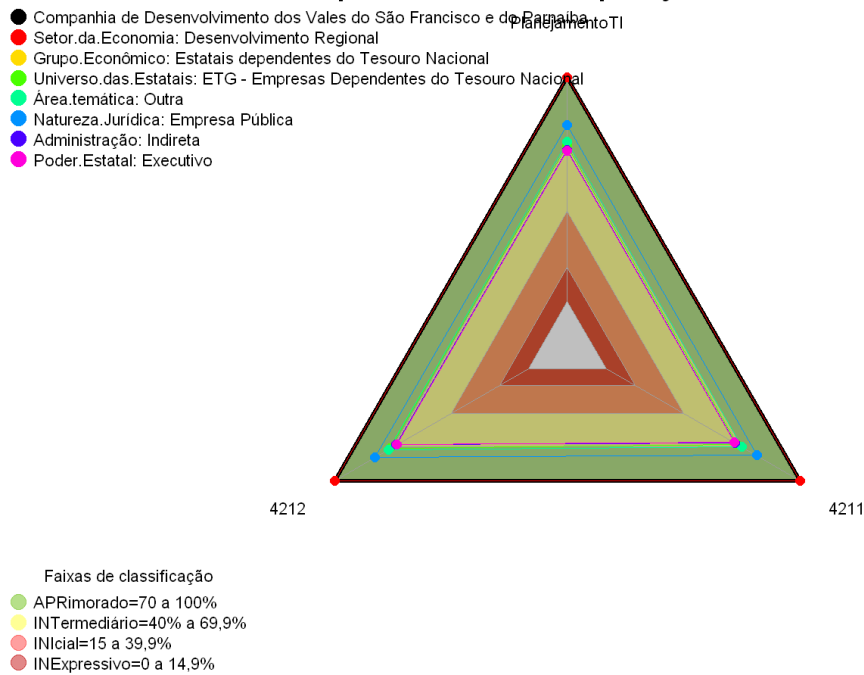 Companhia de Desenvolvimento dos Vales do São Francisco e do Parnaíba
PlanejamentoTI
Setor.da.Economia: Desenvolvimento Regional
Grupo.Econômico: Estatais dependentes do Tesouro Nacional
Universo.das.Estatais: ETG - Empresas Dependentes do Tesouro Nacional
Área.temática: Outra
Natureza.Jurídica: Empresa Pública
Administração: Indireta
Poder.Estatal: Executivo
4212
4211
Faixas de classificação
APRimorado=70 a 100%
INTermediário=40% a 69,9%
INIcial=15 a 39,9%
INExpressivo=0 a 14,9%